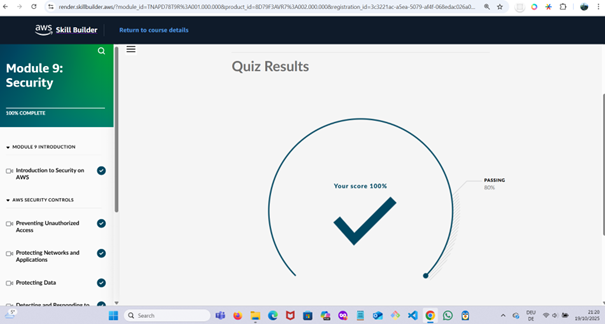 render.skillbuilder.aws/?module_id=TNAPD78T9R%3A001.000.000&product_id=8D79F3AVR7%3A002.000.000&registration_id=3c3221ac-a5ea-5079-af4f-068edac026a0...
aws Skill Builder
Return to course details
Module 9:
Security
100% COMPLETE
MODULE 9 INTRODUCTION
Introduction to Security on
AWS
AWS SECURITY CONTROLS
Preventing Unauthorized
Access
Protecting Networks and
Applications
Protecting Data
Detecting and Responding to
Quiz Results
Your score 100%
PASSING
80%
Search
DEU
DE
21:20
19/10/2025